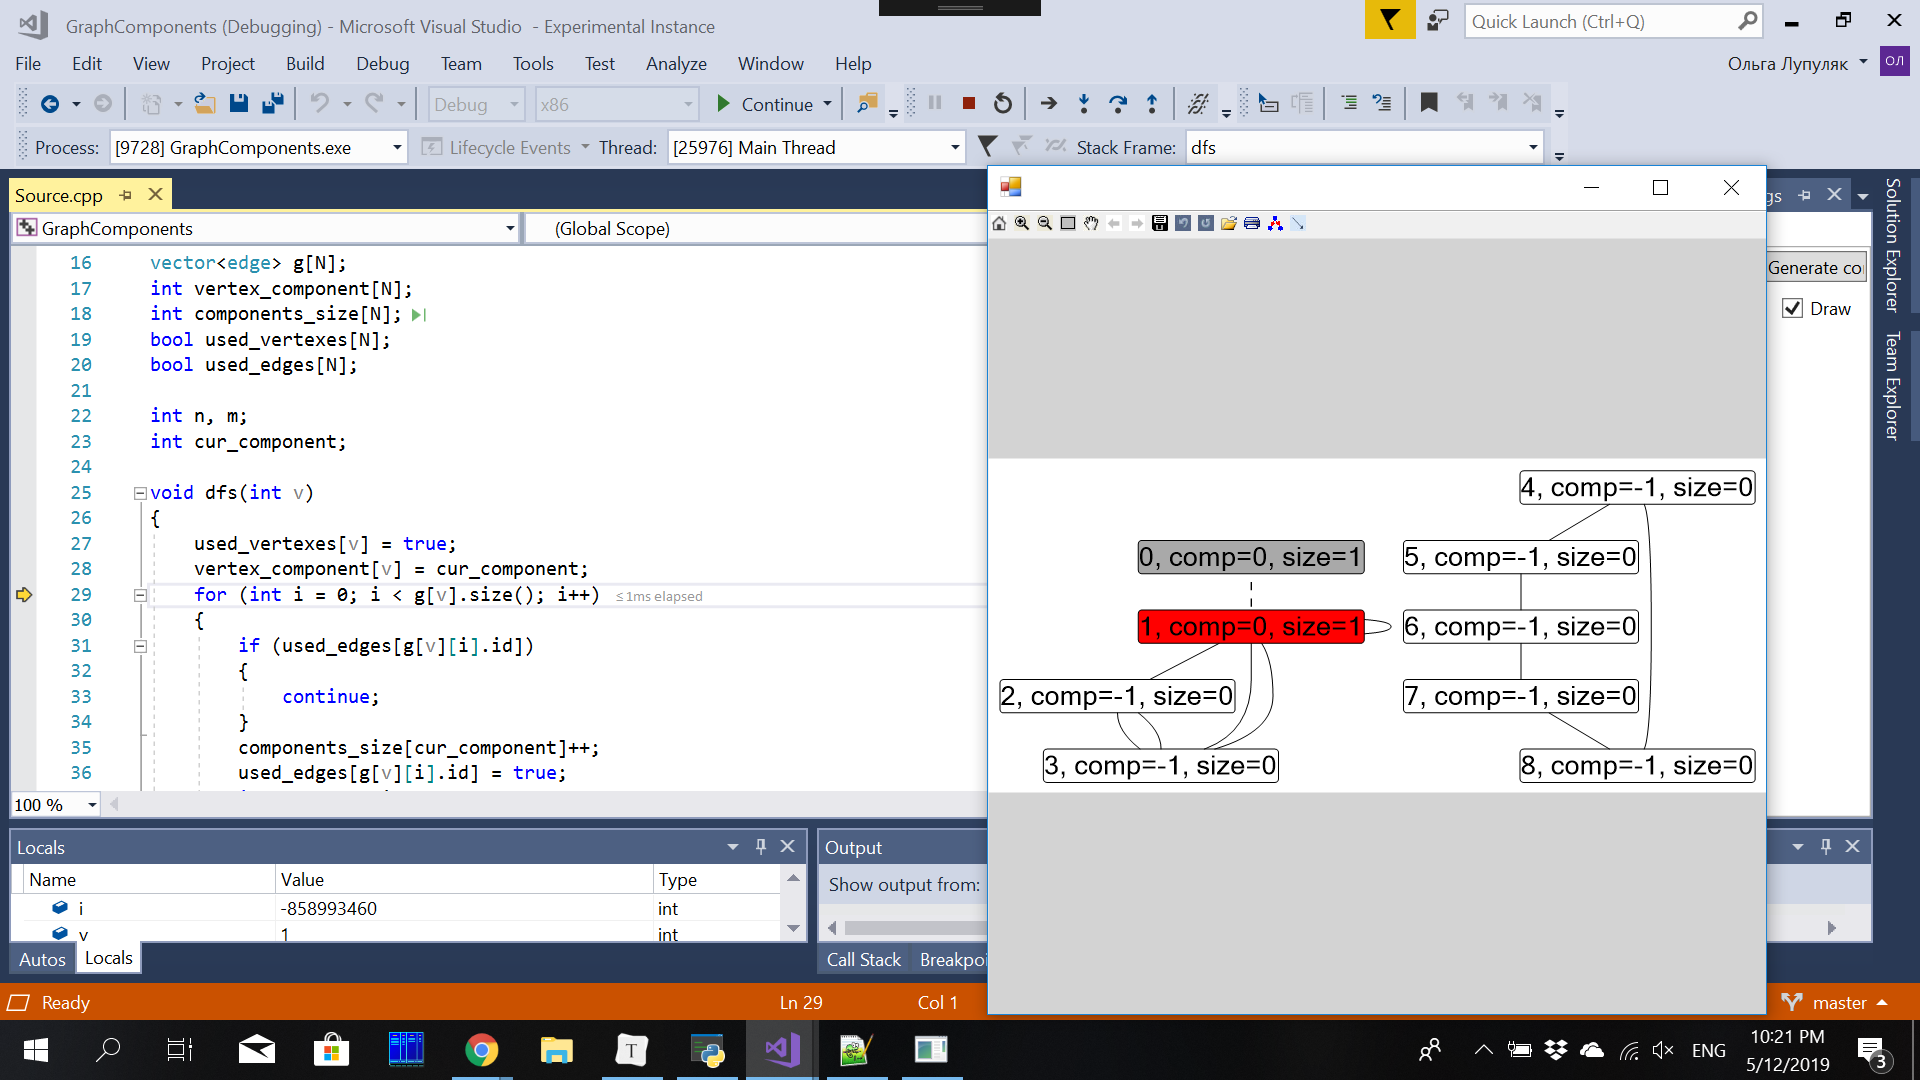 GraphComponents (Debugging) - Microsoft Visual Studio - Experimental Instance
Quick Launch (Ctrl+Q)
File Edit View Project Build Debug Team Tools Test Analyze Window Help
Ольга Лупуляк ОЛ
Debug x86 Continue
Process: [9728] GraphComponents.exe Lifecycle Events Thread: [25976] Main Thread Stack Frame: dfs
Source.cpp
GraphComponents (Global Scope)
16 vector<edge> g[N];
17 int vertex_component[N];
18 int components_size[N];
19 bool used_vertexes[N];
20 bool used_edges[N];
21
22 int n, m;
23 int cur_component;
24
25 void dfs(int v)
26 {
27 used_vertexes[v] = true;
28 vertex_component[v] = cur_component;
29 for (int i = 0; i < g[v].size(); i++) ≤1ms elapsed
30 {
31 if (used_edges[g[v][i].id])
32 {
33 continue;
34 }
35 components_size[cur_component]++;
36 used_edges[g[v][i].id] = true;
100 %
4, comp=-1, size=0
0, comp=0, size=1
5, comp=-1, size=0
1, comp=0, size=1
6, comp=-1, size=0
2, comp=-1, size=0
7, comp=-1, size=0
3, comp=-1, size=0
8, comp=-1, size=0
gs
Generate co
Draw
Solution Explorer
Team Explorer
Locals
Name Value Type
i -858993460 int
v 1 int
Autos Locals
Output
Show output from:
Call Stack Breakpoi
Ready Ln 29 Col 1 master
T
ENG
10:21 PM
5/12/2019
3